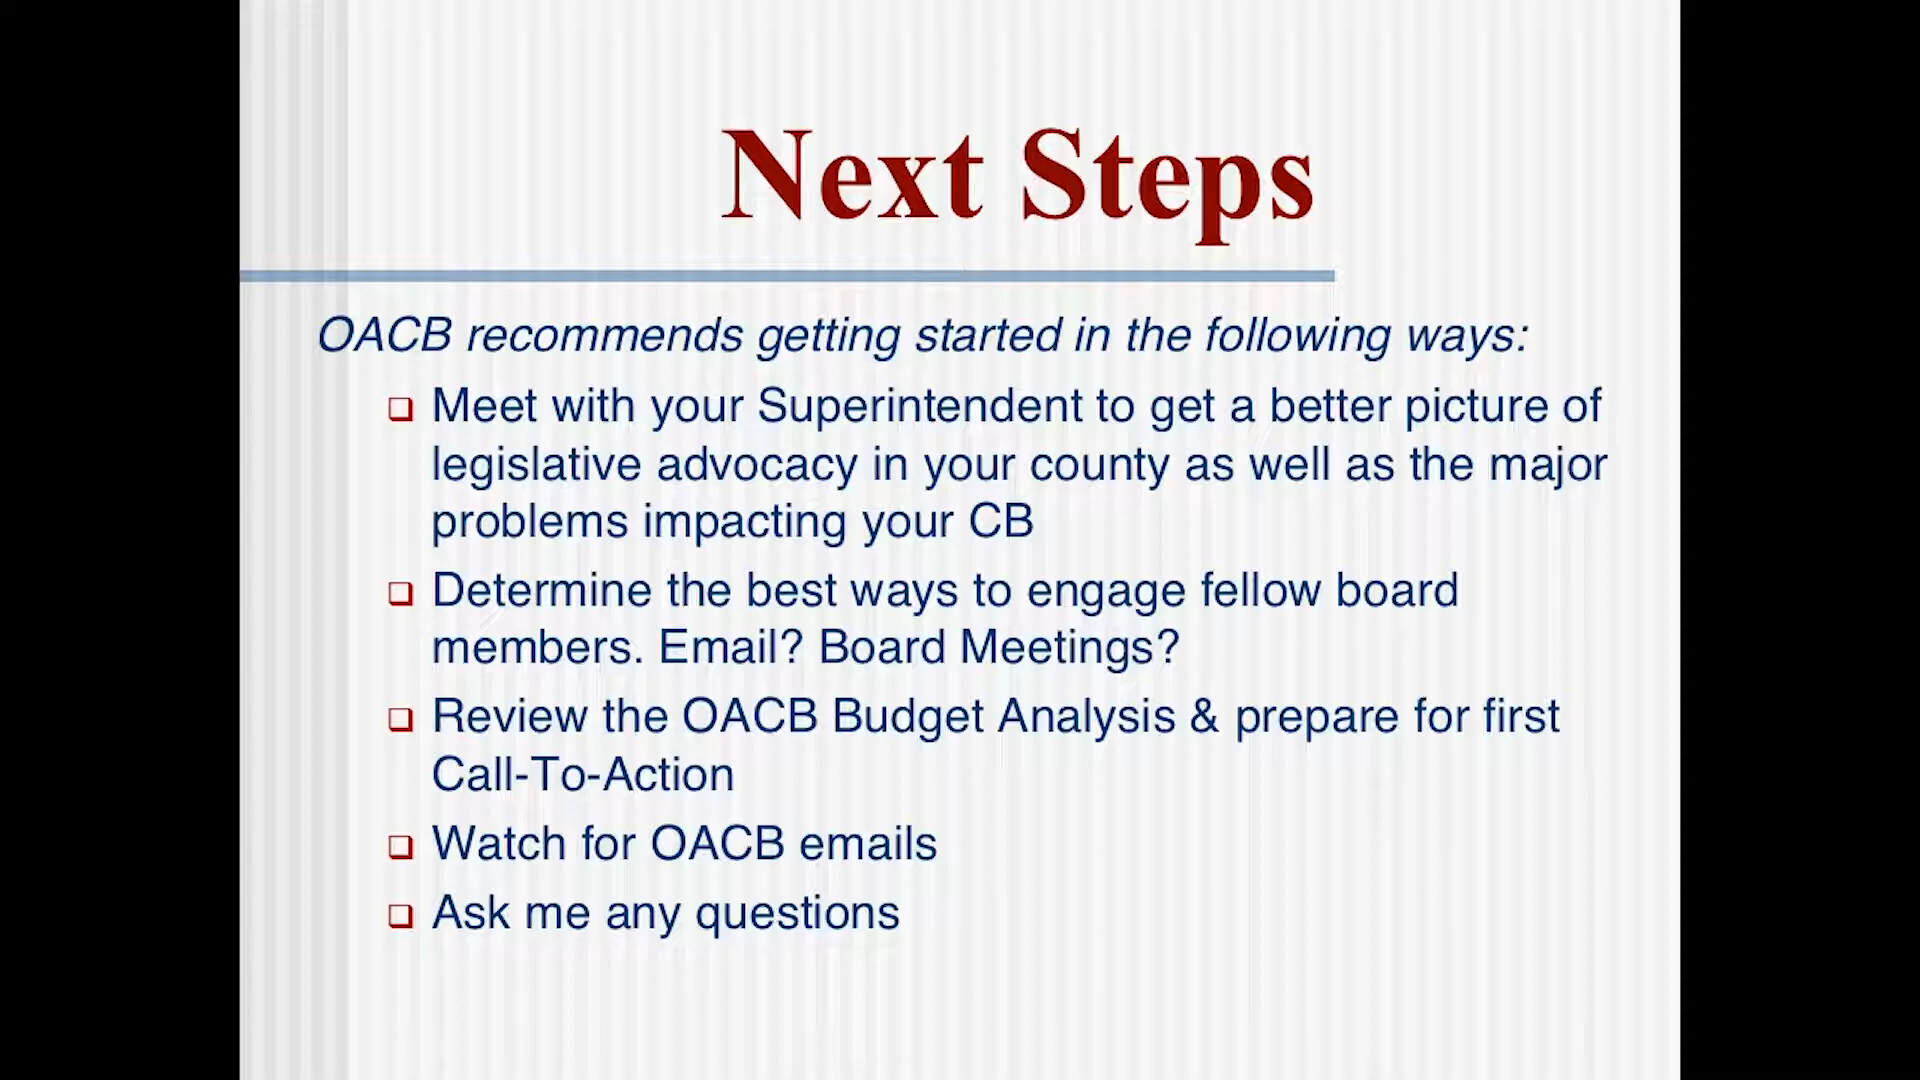 Next Steps
OACB recommends getting started in the following ways:
Meet with your Superintendent to get a better picture of
legislative advocacy in your county as well as the major
problems impacting your CB
Determine the best ways to engage fellow board
members. Email? Board Meetings?
Review the OACB Budget Analysis & prepare for first
Call-To-Action
Watch for OACB emails
Ask me any questions